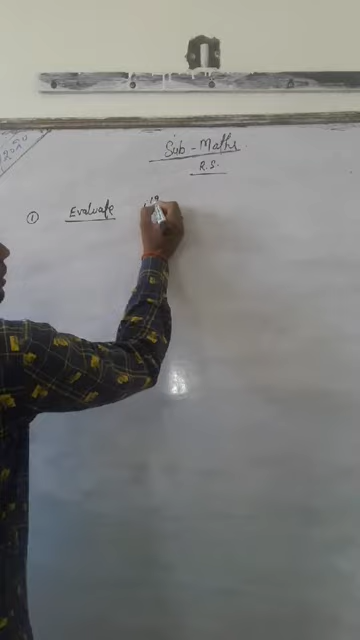 Sub - Maths
R.S.
① Evaluate